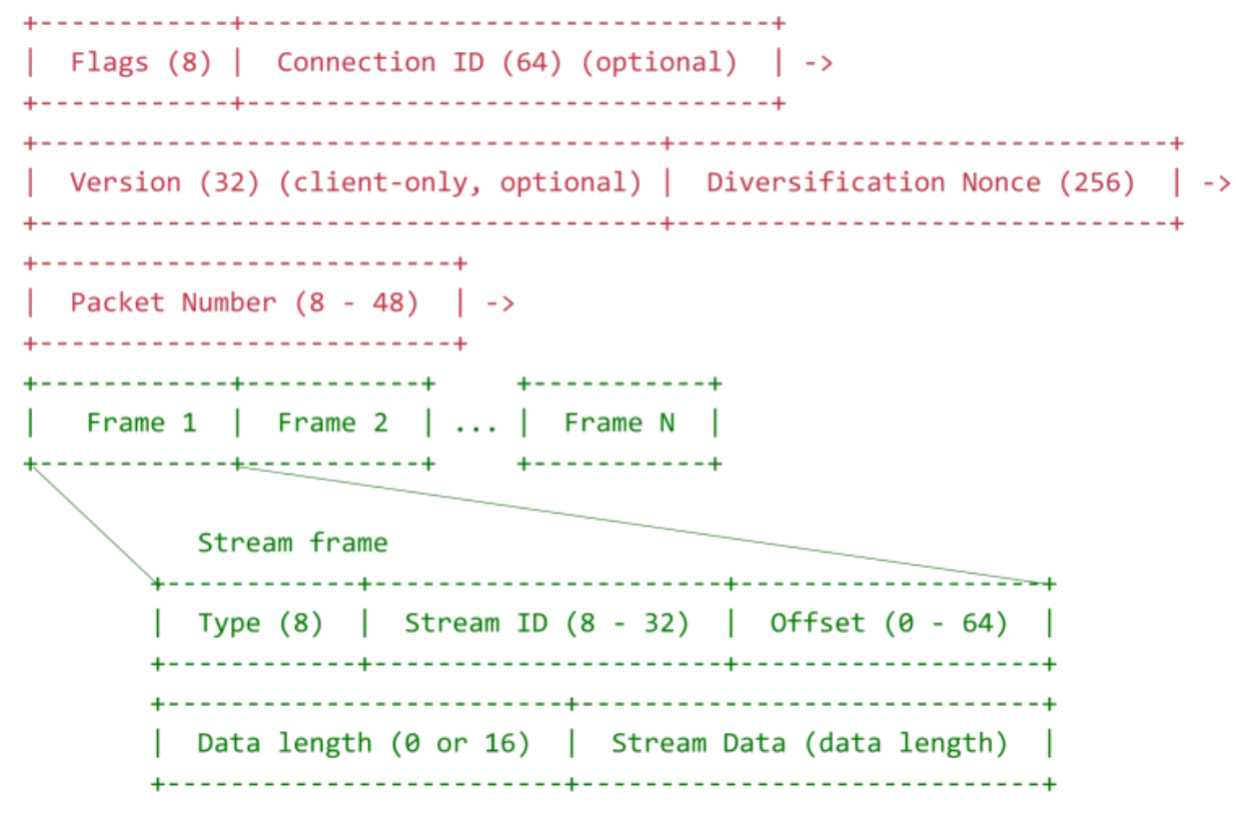 +------------+---------------------------------+
|  Flags (8) |  Connection ID (64) (optional)  | ->
+------------+---------------------------------+
+---------------------------------------+-------------------------------+
|  Version (32) (client-only, optional) |  Diversification Nonce (256)  | ->
+---------------------------------------+-------------------------------+
+--------------------------+
|  Packet Number (8 - 48)  | ->
+--------------------------+
+------------+-----------+     +-----------+
|   Frame 1  |  Frame 2  | ... |  Frame N  |
+------------+-----------+     +-----------+
Stream frame
+------------+----------------------+-------------------+
|  Type (8)  |  Stream ID (8 - 32)  |  Offset (0 - 64)  |
+------------+----------------------+-------------------+
+-------------------------+-----------------------------+
|  Data length (0 or 16)  |  Stream Data (data length)  |
+-------------------------+-----------------------------+